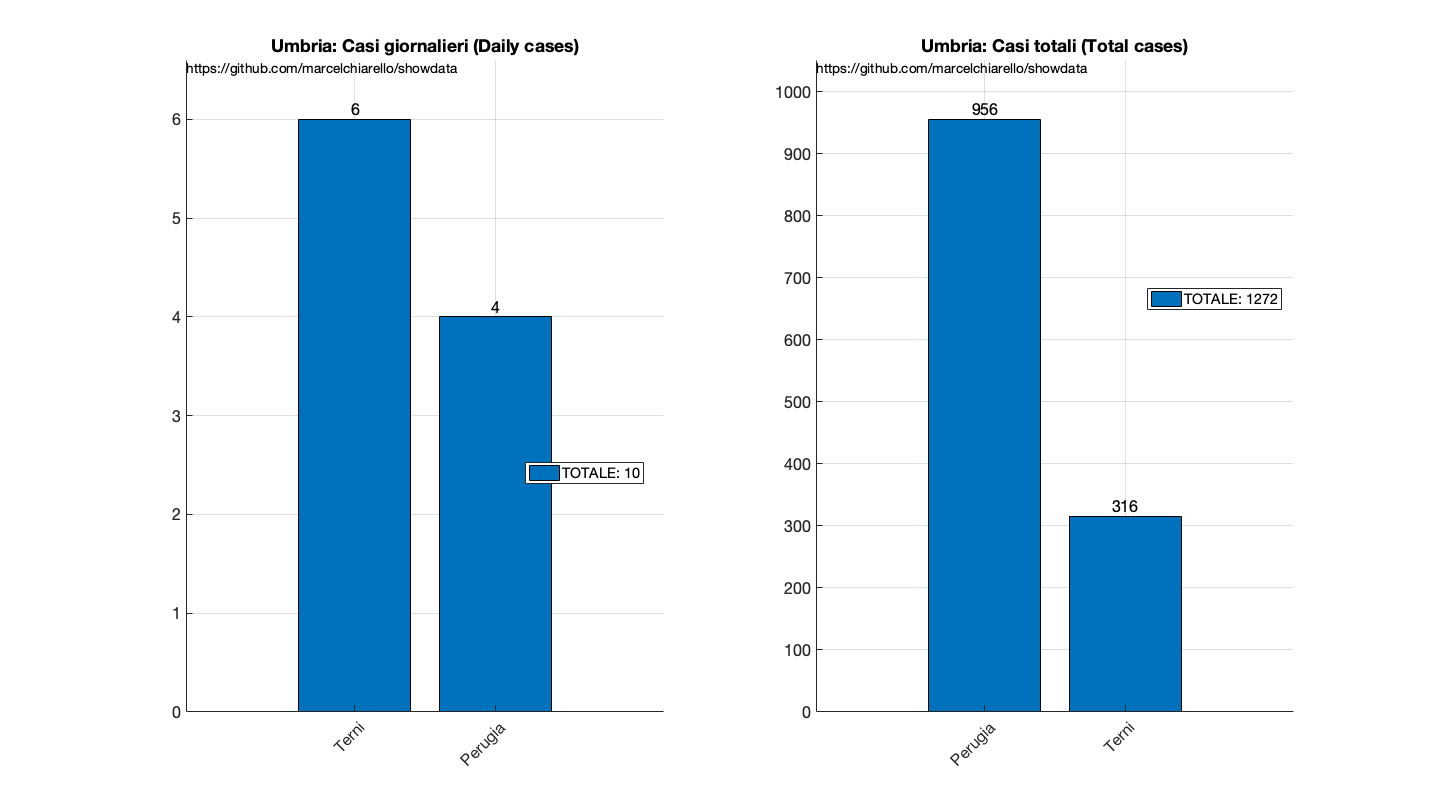 Umbria: Casi giornalieri (Daily cases)
https://github.com/marcelchiarello/showdata
6
5
4
3
2
1
0
6
4
TOTALE: 10
Terni
Perugia
Umbria: Casi totali (Total cases)
https://github.com/marcelchiarello/showdata
1000
900
800
700
600
500
400
300
200
100
0
956
316
TOTALE: 1272
Perugia
Terni